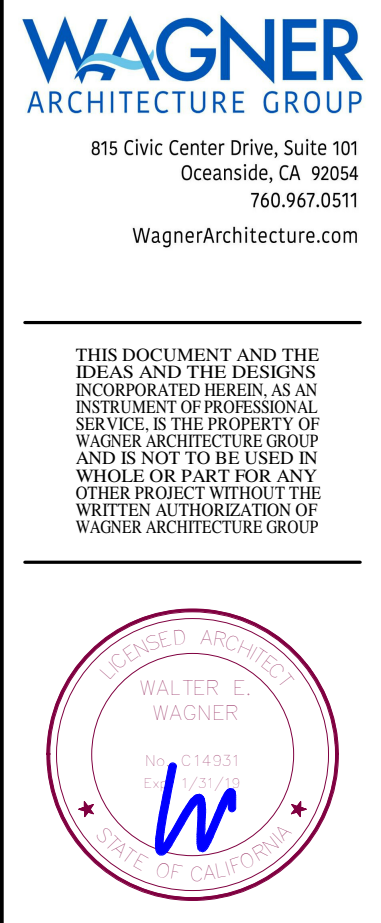 WAGNER
ARCHITECTURE GROUP
815 Civic Center Drive, Suite 101
Oceanside, CA 92054
760.967.0511
WagnerArchitecture.com
THIS DOCUMENT AND THE
IDEAS AND THE DESIGNS
INCORPORATED HEREIN, AS AN
INSTRUMENT OF PROFESSIONAL
SERVICE, IS THE PROPERTY OF
WAGNER ARCHITECTURE GROUP
AND IS NOT TO BE USED IN
WHOLE OR PART FOR ANY
OTHER PROJECT WITHOUT THE
WRITTEN AUTHORIZATION OF
WAGNER ARCHITECTURE GROUP
LICENSED ARCHITECT
WALTER E.
WAGNER
No. C14931
Exp. 1/31/19
STATE OF CALIFORNIA